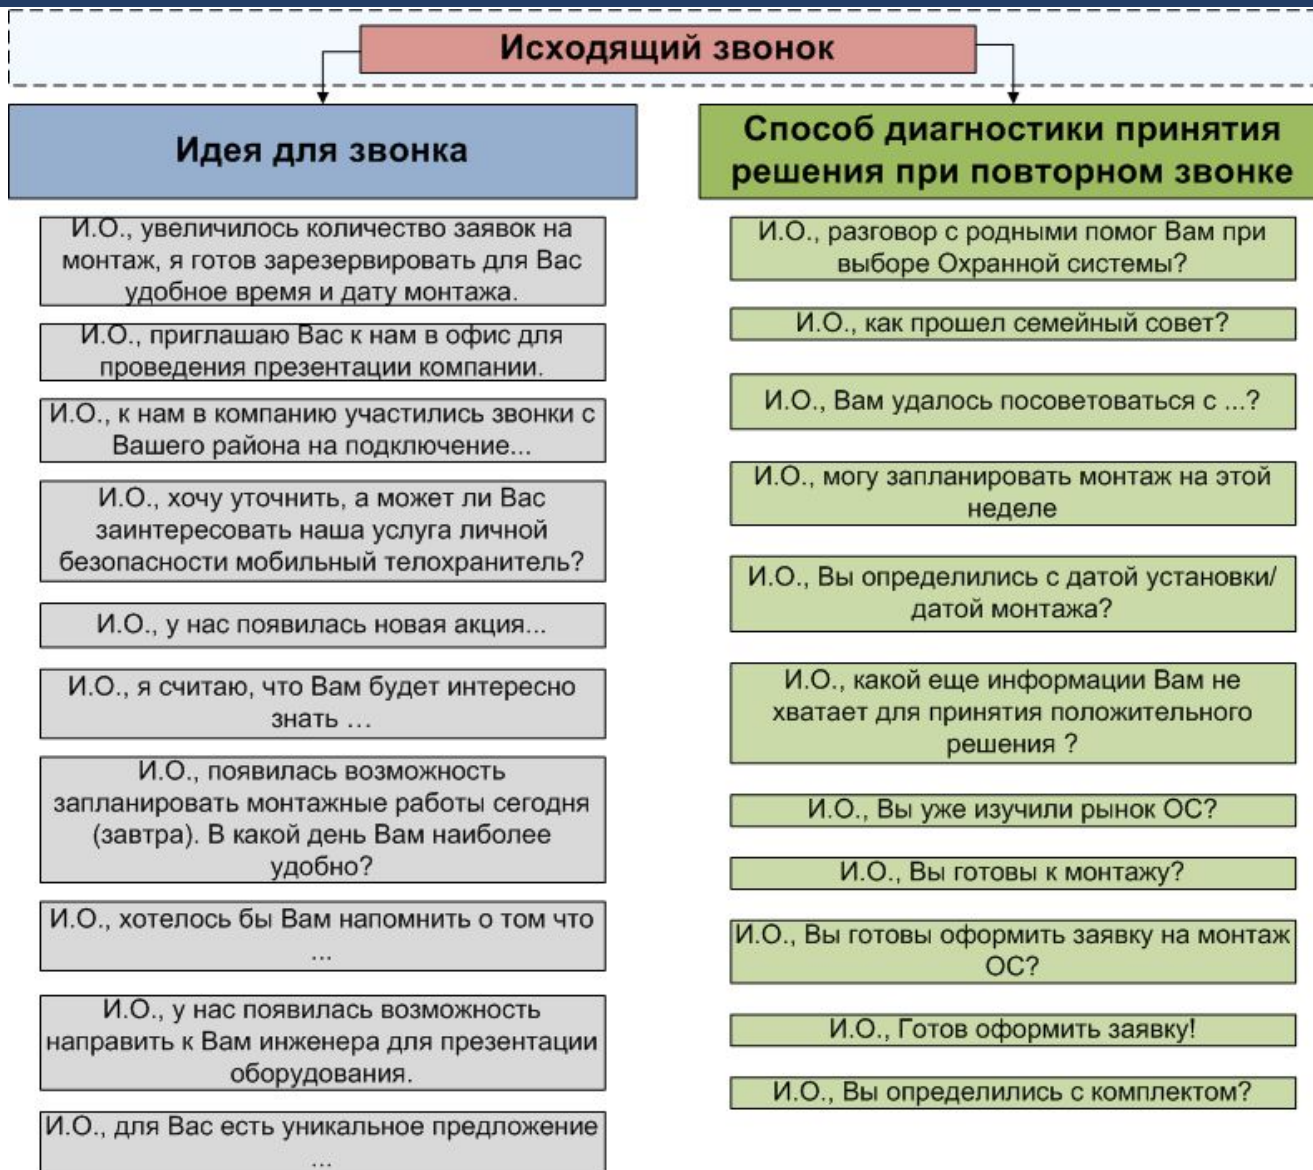 Исходящий звонок
Идея для звонка
И.О., увеличилось количество заявок на
монтаж, я готов зарезервировать для Вас
удобное время и дату монтажа.
И.О., приглашаю Вас к нам в офис для
проведения презентации компании.
И.О., к нам в компанию участились звонки с
Вашего района на подключение...
И.О., хочу уточнить, а может ли Вас
заинтересовать наша услуга личной
безопасности мобильный телохранитель?
И.О., у нас появилась новая акция...
И.О., я считаю, что Вам будет интересно
знать ...
И.О., появилась возможность
запланировать монтажные работы сегодня
(завтра). В какой день Вам наиболее
удобно?
И.О., хотелось бы Вам напомнить о том что
...
И.О., у нас появилась возможность
направить к Вам инженера для презентации
оборудования.
И.О., для Вас есть уникальное предложение
...
Способ диагностики принятия
решения при повторном звонке
И.О., разговор с родными помог Вам при
выборе Охранной системы?
И.О., как прошел семейный совет?
И.О., Вам удалось посоветоваться с ...?
И.О., могу запланировать монтаж на этой
неделе
И.О., Вы определились с датой установки/
датой монтажа?
И.О., какой еще информации Вам не
хватает для принятия положительного
решения ?
И.О., Вы уже изучили рынок ОС?
И.О., Вы готовы к монтажу?
И.О., Вы готовы оформить заявку на монтаж
ОС?
И.О., Готов оформить заявку!
И.О., Вы определились с комплектом?